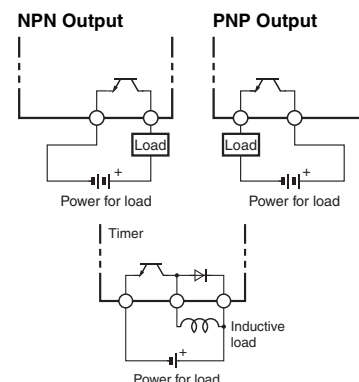 NPN Output
PNP Output
Load
+
Power for load
Load
+
Power for load
Timer
Inductive
load
+
Power for load